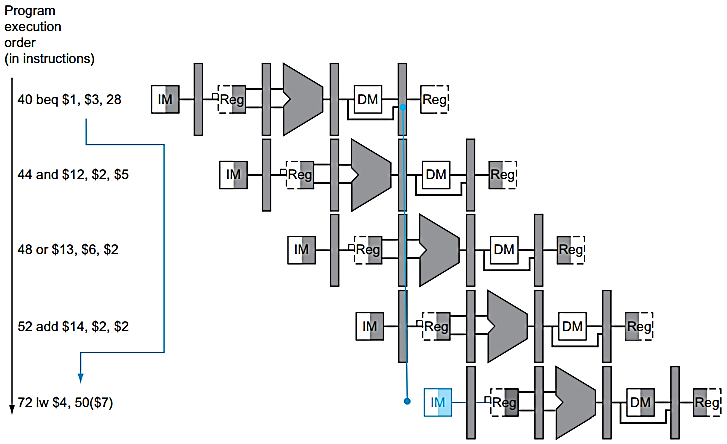 Program
execution
order
(in instructions)
40 beq $1, $3, 28
IM
Reg
DM
Reg
44 and $12, $2, $5
IM
Reg
DM
Reg
48 or $13, $6, $2
IM
Reg
DM
Reg
52 add $14, $2, $2
IM
Reg
DM
Reg
72 lw $4, 50($7)
IM
Reg
DM
Reg